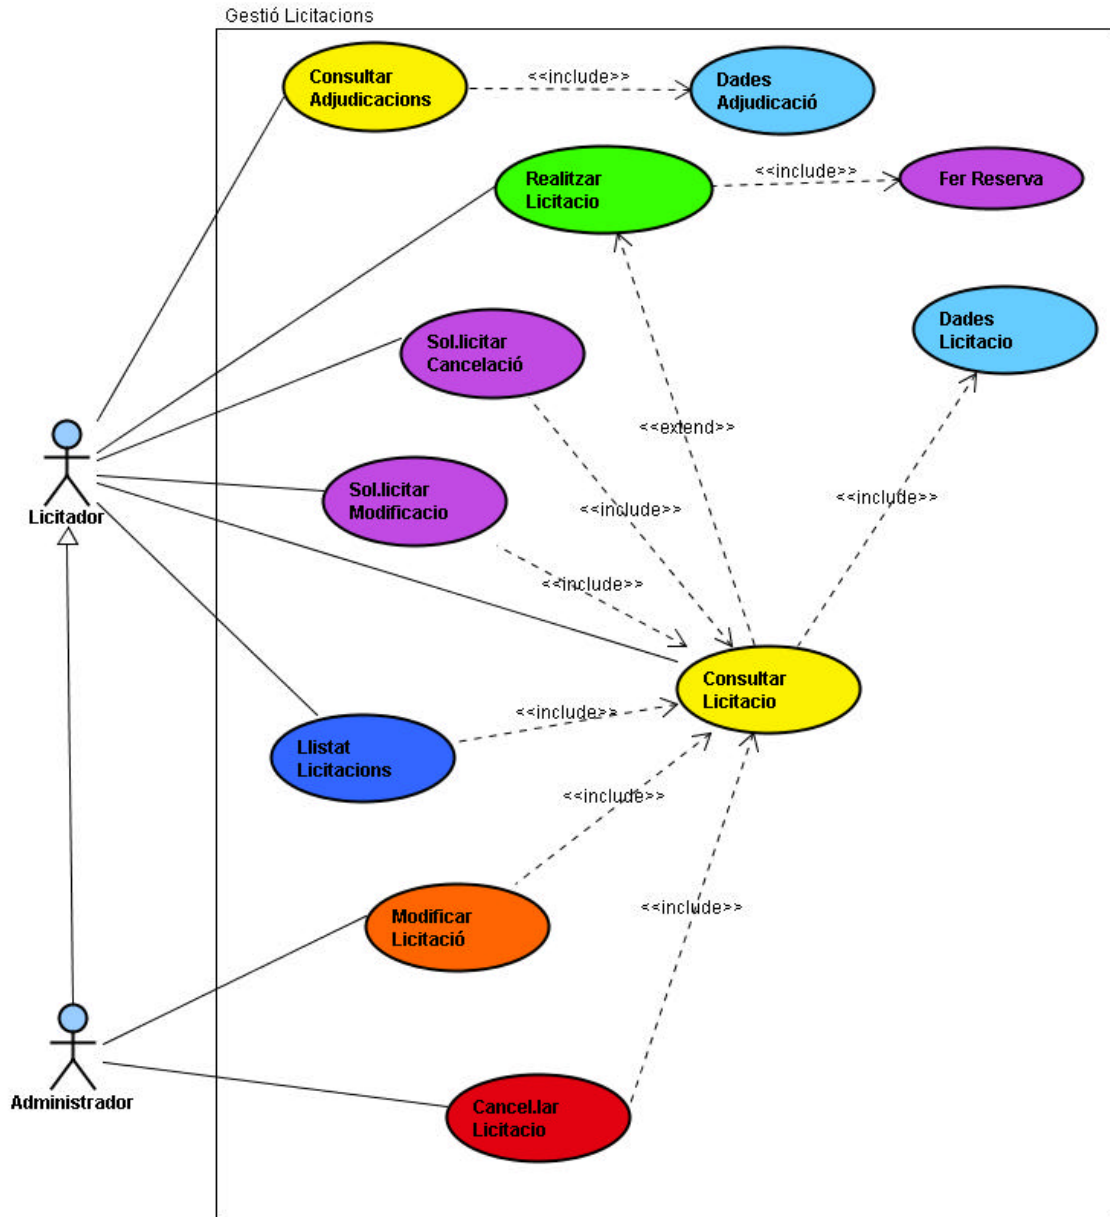 Gestió Licitacions
Consultar
Adjudicacions
<<include>>
Dades
Adjudicació
Realitzar
Licitacio
<<include>>
Fer Reserva
Sol.licitar
Cancelació
Dades
Licitacio
<<extend>>
Licitador
Sol.licitar
Modificacio
<<include>>
<<include>>
<<include>>
Consultar
Licitacio
<<include>>
Llistat
Licitacions
<<include>>
Modificar
Licitació
<<include>>
Administrador
Cancel.lar
Licitacio